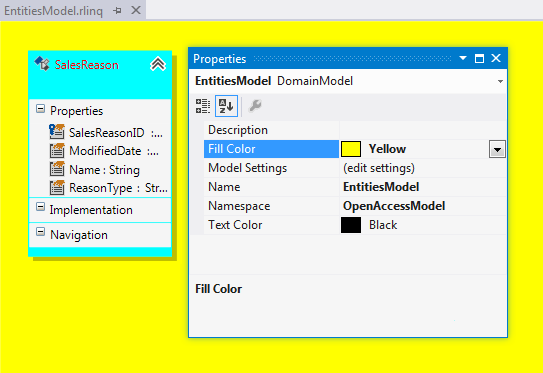 EntitiesModel.rlinq
SalesReason
Properties
SalesReasonID :...
ModifiedDate :...
Name : String
ReasonType : Str...
Implementation
Navigation
Properties
EntitiesModel DomainModel
Description
Fill Color Yellow
Model Settings (edit settings)
Name EntitiesModel
Namespace OpenAccessModel
Text Color Black
Fill Color